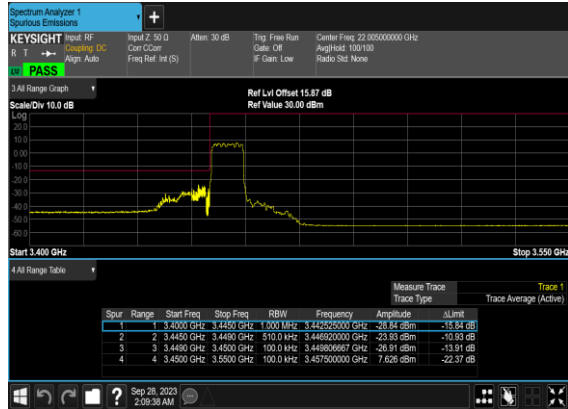 Spectrum Analyzer 1
Spurious Emissions
KEYSIGHT Input: RF Input Z: 50 Ω Atten: 30 dB Trig: Free Run Center Freq: 22.005000000 GHz
R T Coupling: DC Corr CCorr Gate: Off Avg|Hold: 100/100
Align: Auto Freq Ref: Int (S) IF Gain: Low Radio Std: None
PASS
3 All Range Graph Ref Lvl Offset 15.87 dB
Scale/Div 10.0 dB Ref Value 30.00 dBm
Log
20.0
10.0
0.00
-10.0
-20.0
-30.0
-40.0
-50.0
-60.0
Start 3.400 GHz Stop 3.550 GHz
4 All Range Table
Measure Trace Trace 1
Trace Type Trace Average (Active)
Spur Range Start Freq Stop Freq RBW Frequency Amplitude ΔLimit
1 1 3.4000 GHz 3.4450 GHz 1.000 MHz 3.442525000 GHz -28.84 dBm -15.84 dB
2 2 3.4450 GHz 3.4490 GHz 510.0 kHz 3.446920000 GHz -23.93 dBm -10.93 dB
3 3 3.4490 GHz 3.4500 GHz 100.0 kHz 3.449806667 GHz -26.91 dBm -13.91 dB
4 4 3.4500 GHz 3.5500 GHz 100.0 kHz 3.457500000 GHz 7.626 dBm -22.37 dB
Sep 28, 2023
2:09:38 AM